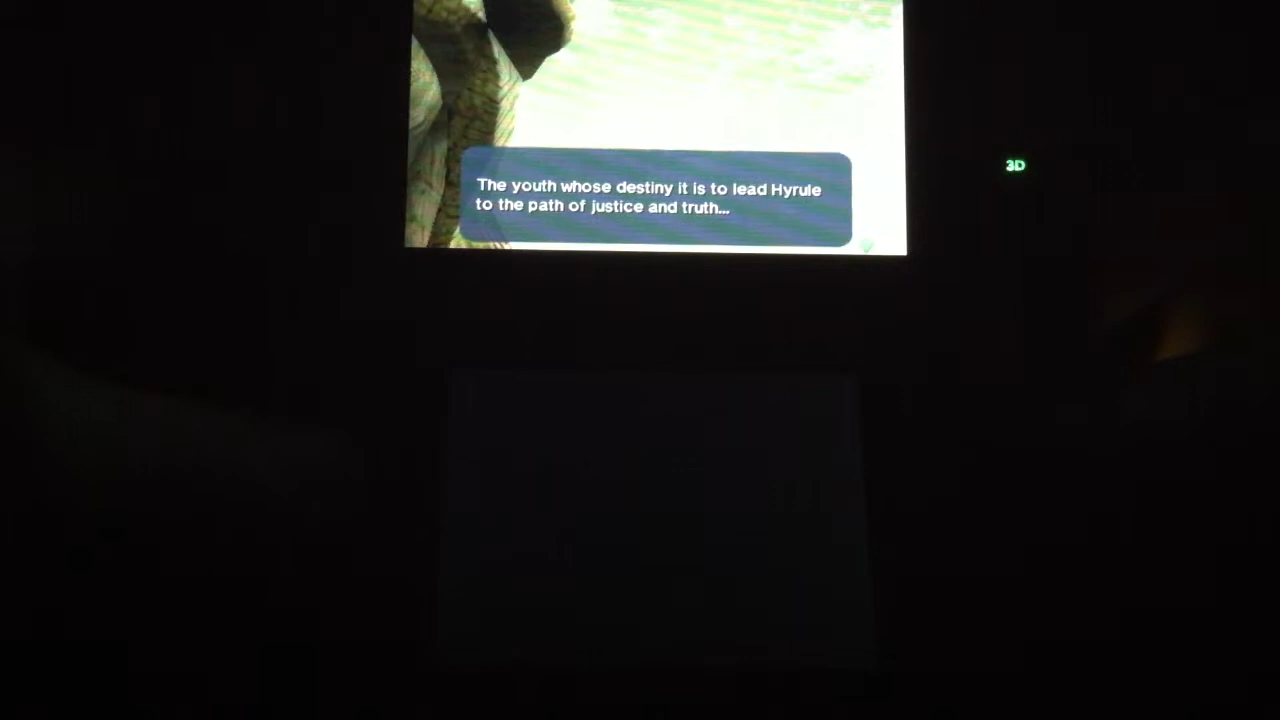 The youth whose destiny it is to lead Hyrule
to the path of justice and truth...
3D